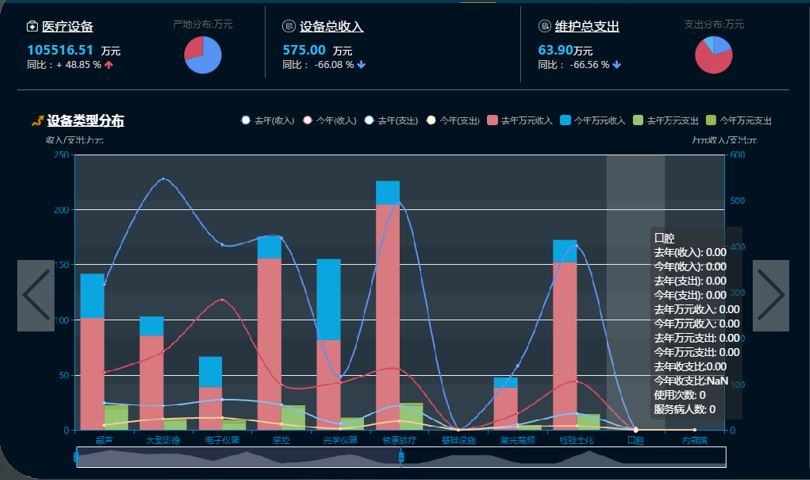 医疗设备
产地分布:万元
105516.51 万元
同比：+ 48.85 %
设备总收入
575.00 万元
同比： -66.08 %
维护总支出
支出分布:万元
63.90万元
同比： -66.56 %
设备类型分布
去年(收入) 今年(收入) 去年(支出) 今年(支出) 去年万元收入 今年万元收入 去年万元支出 今年万元支出
收入/支出:万元
万元收入/支出:元
250
200
150
100
50
0
600
500
400
300
200
100
0
口腔
去年(收入): 0.00
今年(收入): 0.00
去年(支出): 0.00
今年(支出): 0.00
去年万元收入: 0.00
今年万元收入: 0.00
去年万元支出: 0.00
今年万元支出: 0.00
去年收支比:0.00
今年收支比:NaN
使用次数: 0
服务病人数: 0
超声 大型影像 电子仪器 感控 光学仪器 核素放疗 基础设施 激光高频 检验生化 口腔 内窥镜